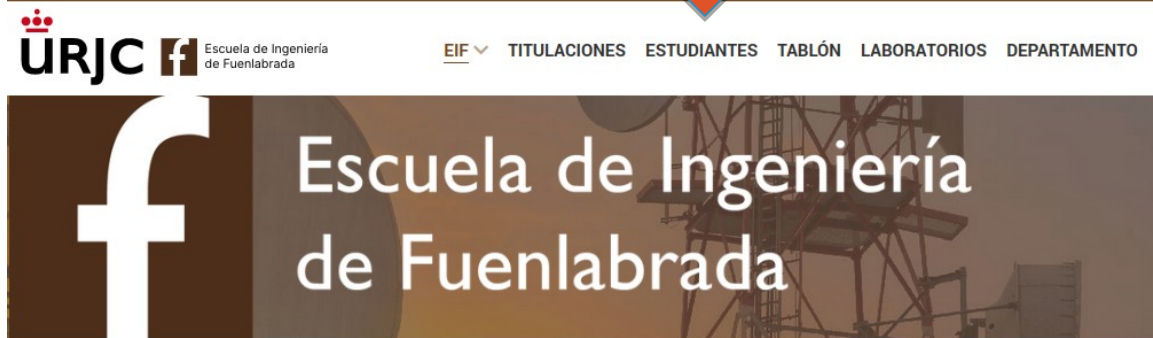 URJC f Escuela de Ingeniería
de Fuenlabrada
EIF TITULACIONES ESTUDIANTES TABLÓN LABORATORIOS DEPARTAMENTO
f
Escuela de Ingeniería
de Fuenlabrada